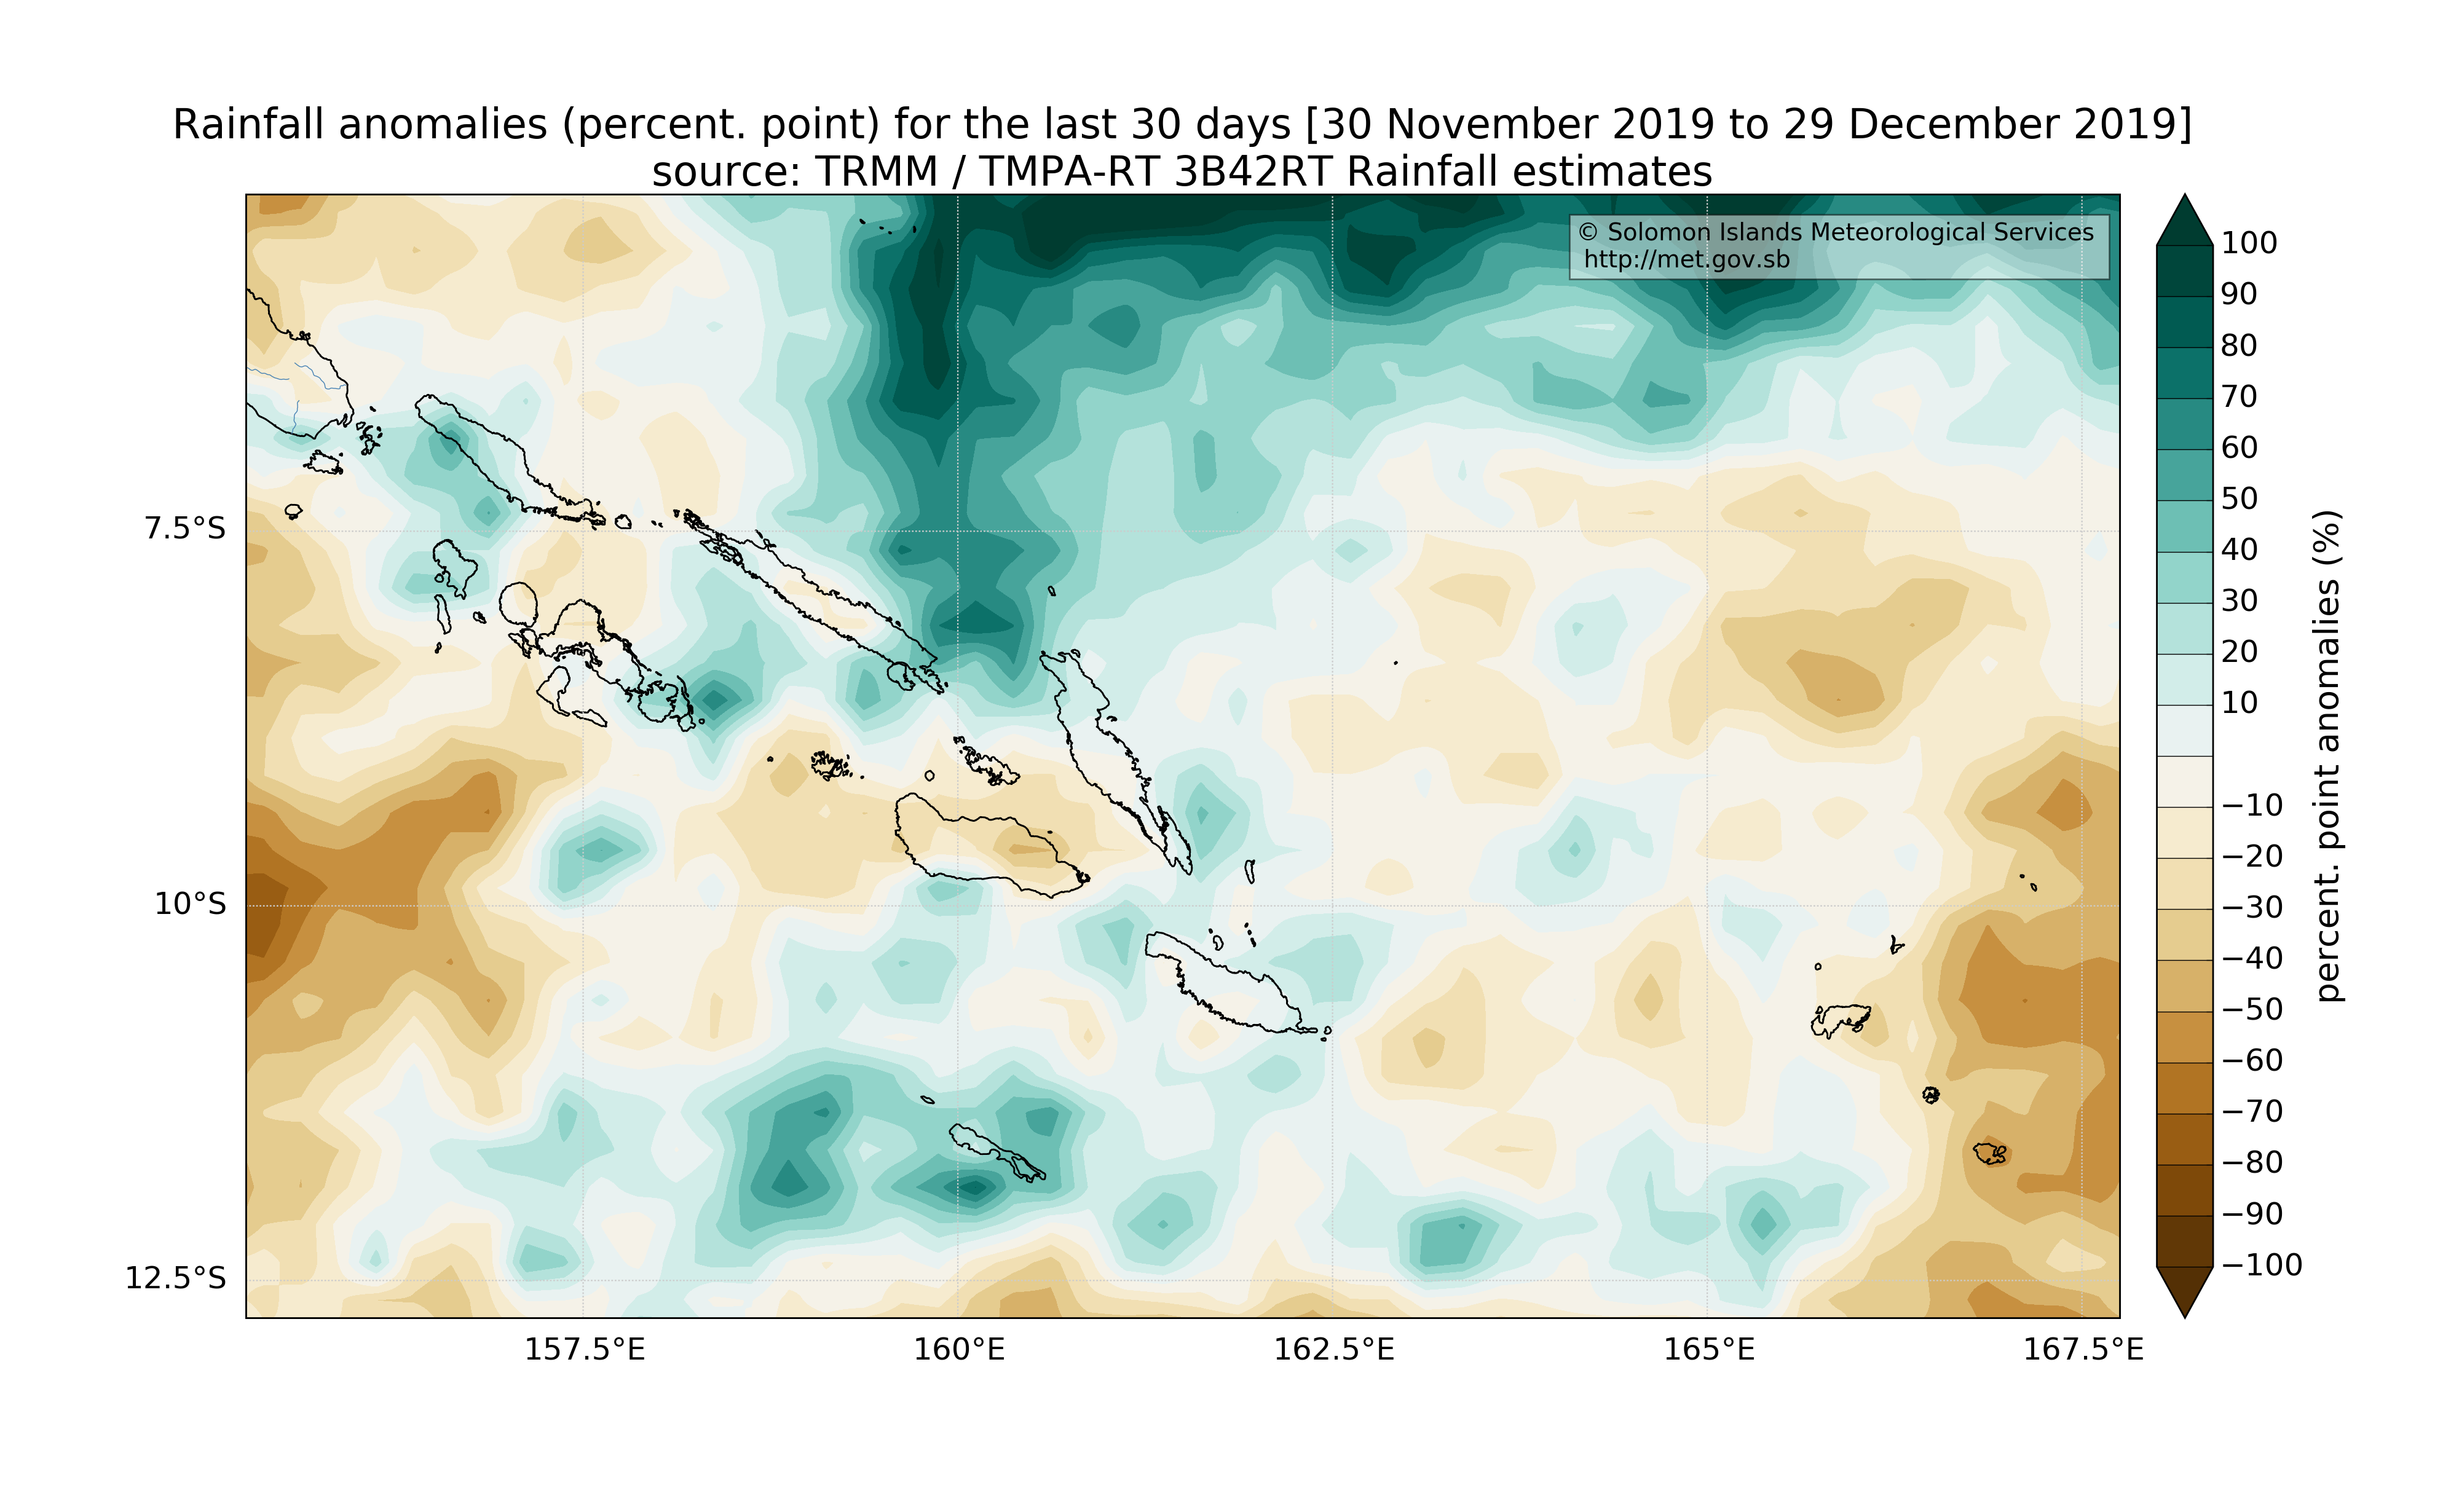 Rainfall anomalies (percent. point) for the last 30 days [30 November 2019 to 29 December 2019]
source: TRMM / TMPA-RT 3B42RT Rainfall estimates
© Solomon Islands Meteorological Services
http://met.gov.sb
7.5°S
10°S
12.5°S
157.5°E
160°E
162.5°E
165°E
167.5°E
100
90
80
70
60
50
40
30
20
10
−10
−20
−30
−40
−50
−60
−70
−80
−90
−100
percent. point anomalies (%)